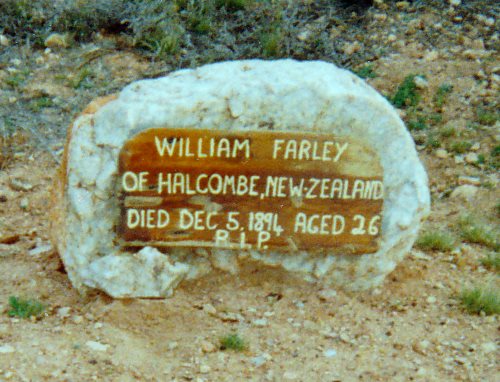 WILLIAM FARLEY
OF HALCOMBE, NEW-ZEALAND
DIED DEC 5, 1894 AGED 26
R.I.P.